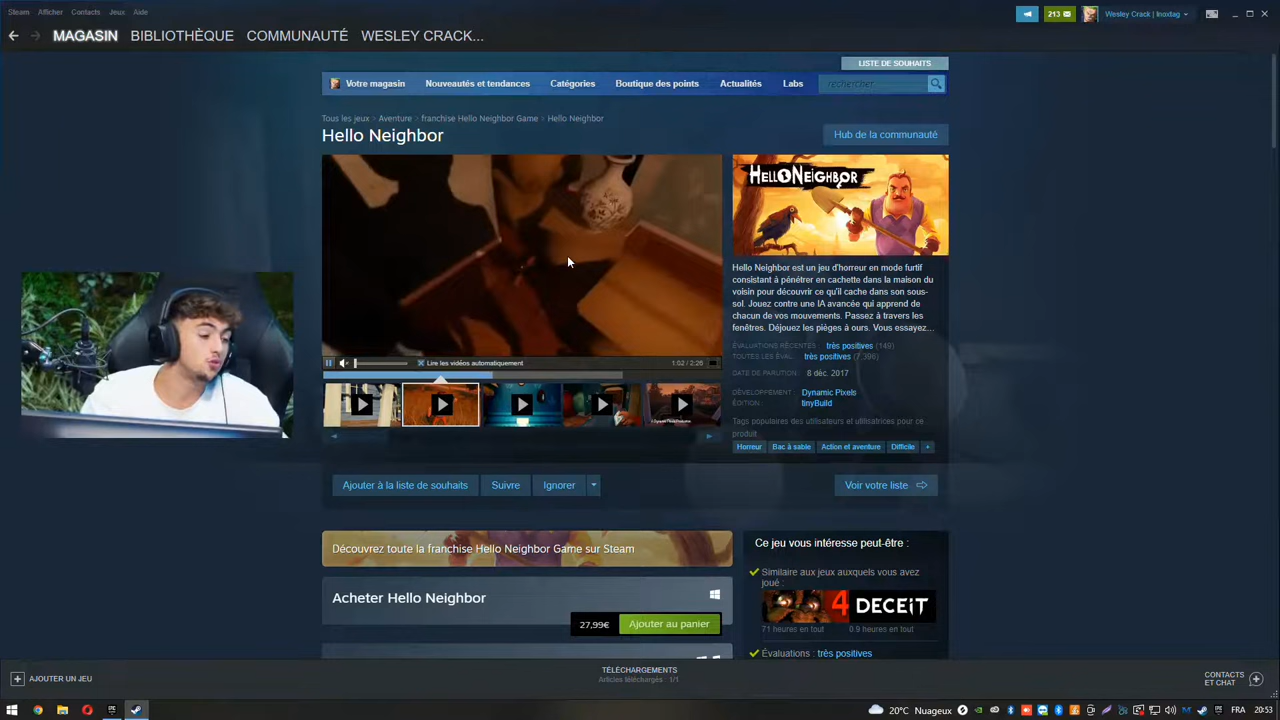 Steam Afficher Contacts Jeux Aide
213
Wesley Crack | Inoxtag
MAGASIN BIBLIOTHÈQUE COMMUNAUTÉ WESLEY CRACK...
LISTE DE SOUHAITS
Votre magasin Nouveautés et tendances Catégories Boutique des points Actualités Labs rechercher
Tous les jeux > Aventure > franchise Hello Neighbor Game > Hello Neighbor
Hello Neighbor
Hub de la communauté
HELLO NEIGHBOR
Hello Neighbor est un jeu d'horreur en mode furtif
consistant à pénétrer en cachette dans la maison du
voisin pour découvrir ce qu'il cache dans son sous-
sol. Jouez contre une IA avancée qui apprend de
chacun de vos mouvements. Passez à travers les
fenêtres. Déjouez les pièges à ours. Vous essayez...
ÉVALUATIONS RÉCENTES : très positives (149)
TOUTES LES ÉVAL. : très positives (7,396)
DATE DE PARUTION : 8 déc. 2017
DÉVELOPPEMENT : Dynamic Pixels
ÉDITION : tinyBuild
Tags populaires des utilisateurs et utilisatrices pour ce
produit :
Horreur Bac à sable Action et aventure Difficile +
Lire les vidéos automatiquement 1:02 / 2:26
Ajouter à la liste de souhaits Suivre Ignorer
Voir votre liste
Découvrez toute la franchise Hello Neighbor Game sur Steam
Acheter Hello Neighbor
27,99€ Ajouter au panier
Ce jeu vous intéresse peut-être :
Similaire aux jeux auxquels vous avez
joué :
4 DECEIT
71 heures en tout 0.9 heures en tout
Évaluations : très positives
+ AJOUTER UN JEU
TÉLÉCHARGEMENTS
Articles téléchargés : 1/1
CONTACTS
ET CHAT
20°C Nuageux
FRA 20:53